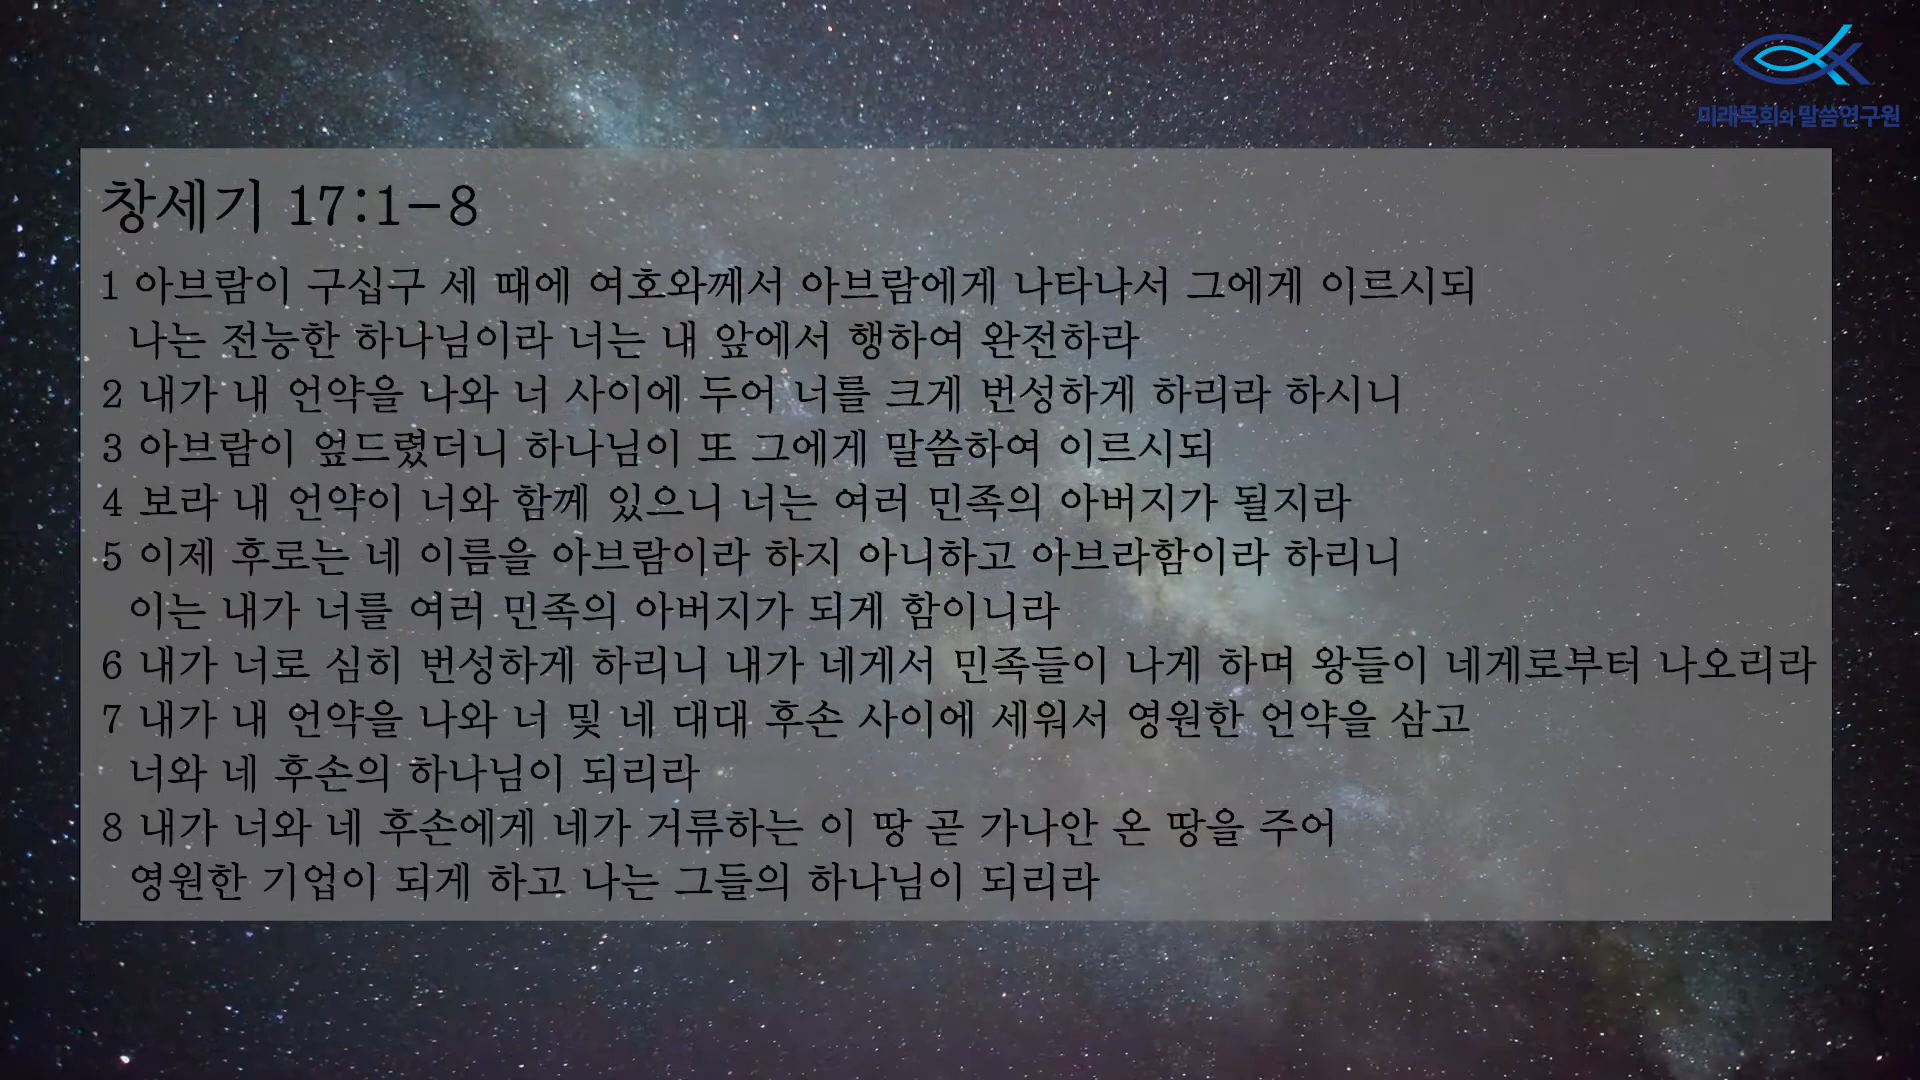 미래목회와 말씀연구원
창세기 17:1-8
1 아브람이 구십구 세 때에 여호와께서 아브람에게 나타나서 그에게 이르시되
나는 전능한 하나님이라 너는 내 앞에서 행하여 완전하라
2 내가 내 언약을 나와 너 사이에 두어 너를 크게 번성하게 하리라 하시니
3 아브람이 엎드렸더니 하나님이 또 그에게 말씀하여 이르시되
4 보라 내 언약이 너와 함께 있으니 너는 여러 민족의 아버지가 될지라
5 이제 후로는 네 이름을 아브람이라 하지 아니하고 아브라함이라 하리니
이는 내가 너를 여러 민족의 아버지가 되게 함이니라
6 내가 너로 심히 번성하게 하리니 내가 네게서 민족들이 나게 하며 왕들이 네게로부터 나오리라
7 내가 내 언약을 나와 너 및 네 대대 후손 사이에 세워서 영원한 언약을 삼고
너와 네 후손의 하나님이 되리라
8 내가 너와 네 후손에게 네가 거류하는 이 땅 곧 가나안 온 땅을 주어
영원한 기업이 되게 하고 나는 그들의 하나님이 되리라